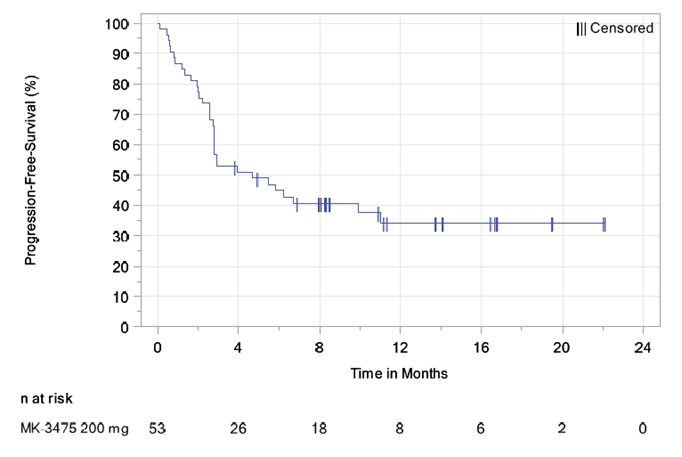 Progression-Free-Survival (%)
100
90
80
70
60
50
40
30
20
10
0
Censored
0 4 8 12 16 20 24
Time in Months
n at risk
MK-3475 200 mg 53 26 18 8 6 2 0